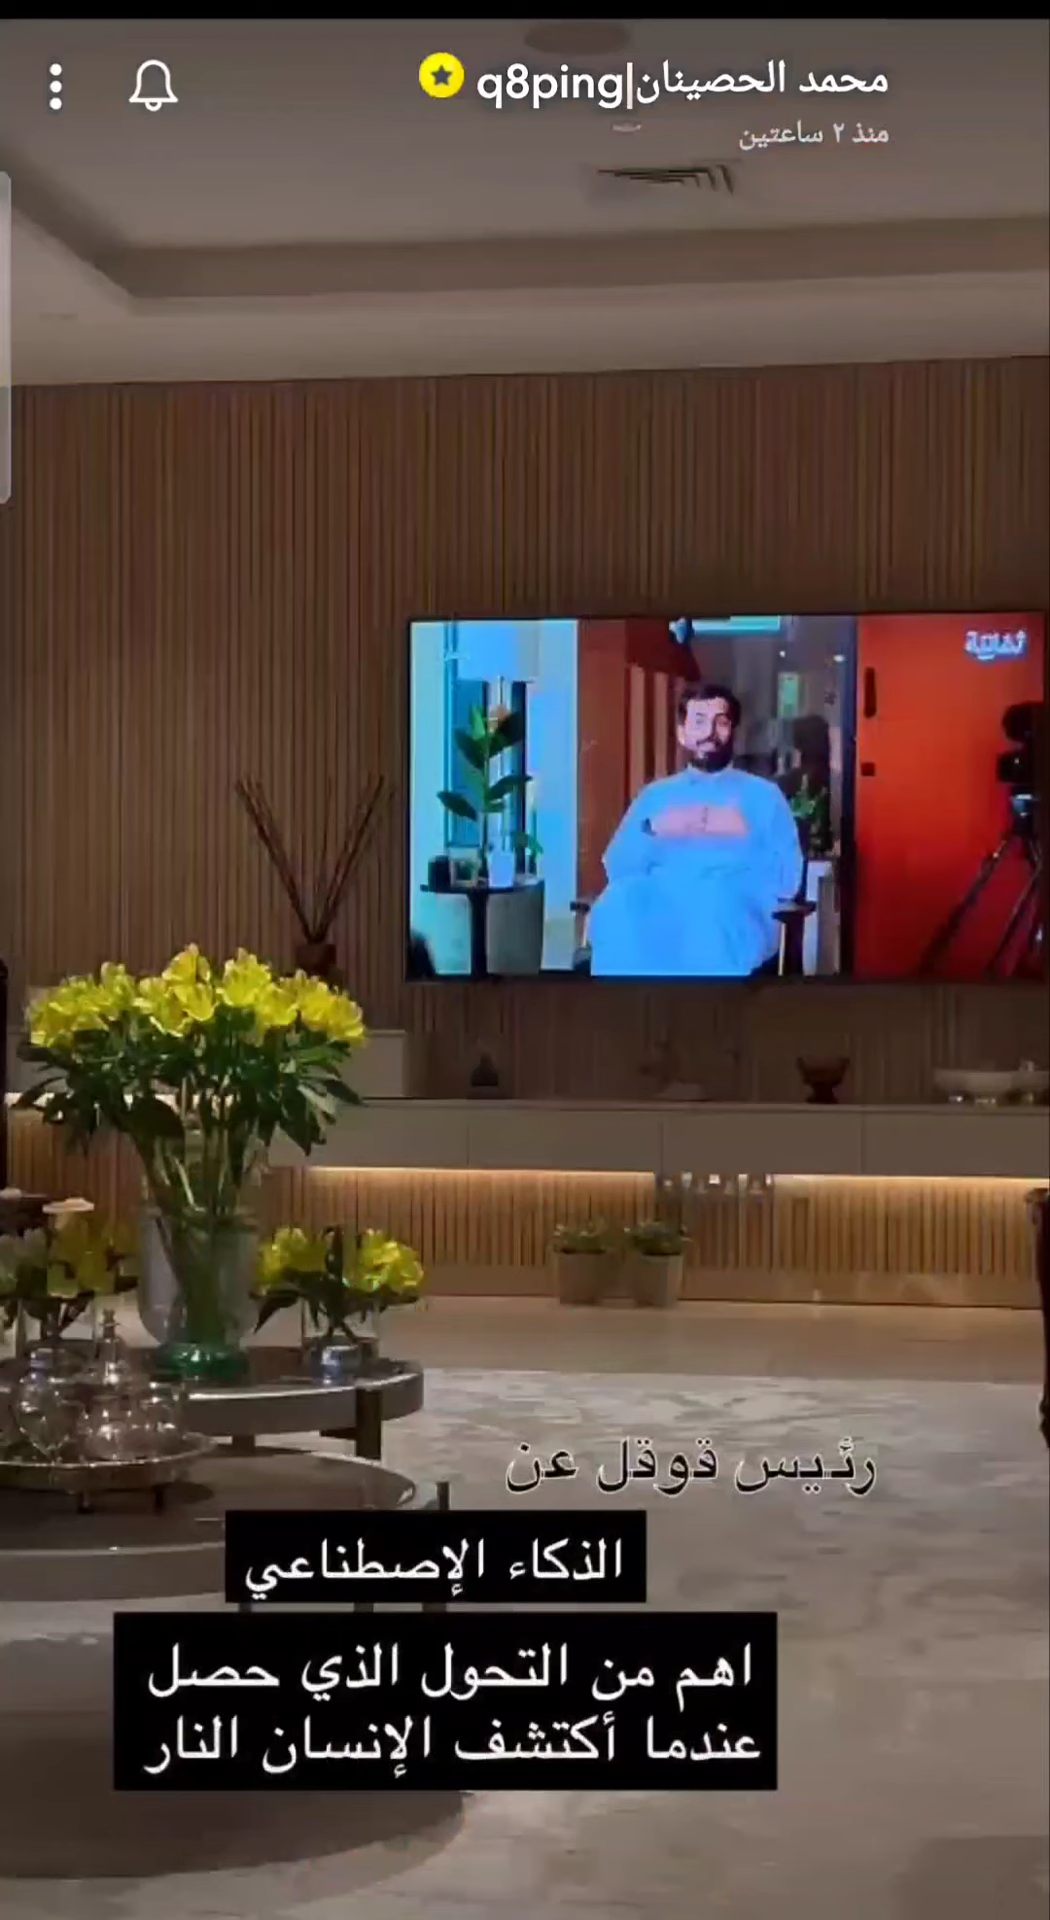 محمد الحصينان|q8ping
منذ ٢ ساعتين
ثمانية
رئيس قوقل عن
الذكاء الإصطناعي
اهم من التحول الذي حصل
عندما أكتشف الإنسان النار